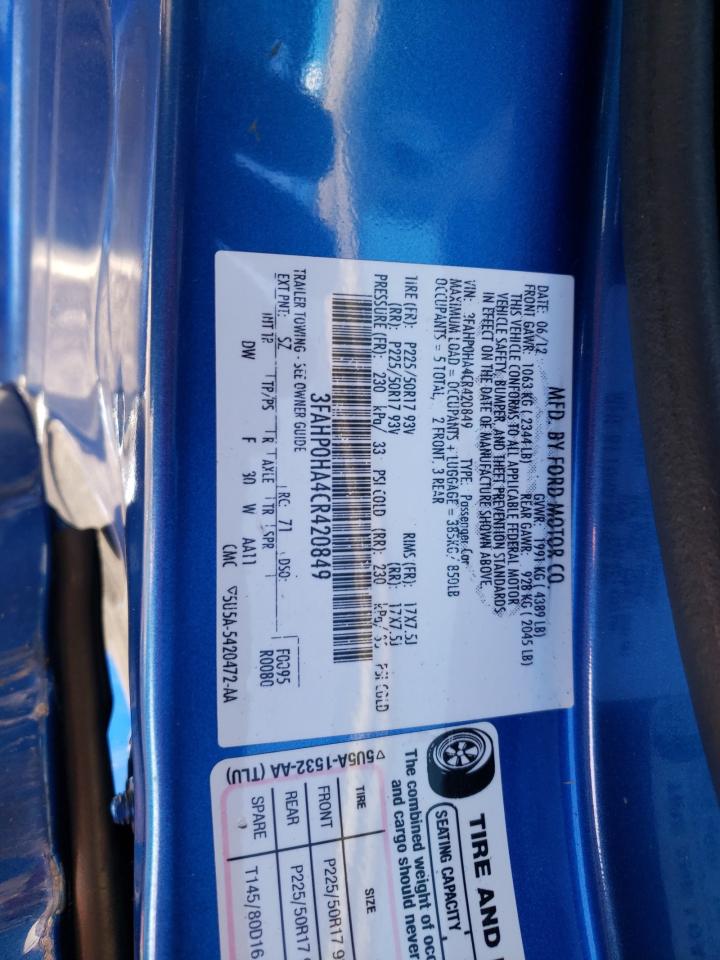 MFD. BY FORD MOTOR CO.
DATE: 06/12 GVWR: 1991 KG ( 4389 LB)
FRONT GAWR: 1063 KG ( 2344 LB) REAR GAWR: 928 KG ( 2045 LB)
THIS VEHICLE CONFORMS TO ALL APPLICABLE FEDERAL MOTOR
VEHICLE SAFETY, BUMPER, AND THEFT PREVENTION STANDARDS
IN EFFECT ON THE DATE OF MANUFACTURE SHOWN ABOVE.
VIN: 3FAHP0HA4CR420849 TYPE: Passenger Car
MAXIMUM LOAD = OCCUPANTS + LUGGAGE = 385KG/ 850LB
OCCUPANTS = 5 TOTAL, 2 FRONT, 3 REAR
TIRE (FR): P225/50R17 93V RIMS (FR): 17X7.5J
(RR): P225/50R17 93V (RR): 17X7.5J
PRESSURE (FR): 230 kPa/ 33 PSI COLD (RR): 230 kPa/ PSI COLD
3FAHP0HA4CR420849
TRAILER TOWING - SEE OWNER GUIDE
EXT PNT: SZ RC: 71 DSO: F0095
INT TR TP/PS TR AXLE TR SPR R0080
DW F 30 W AA11
CMC ▽5U5A-5420472-AA
TIRE AND
SEATING CAPACITY
The combined weight of occ
and cargo should never
TIRE SIZE
FRONT P225/50R17 9
REAR P225/50R17 9
SPARE T145/80D16
▷5U5A-1532-AA (TLU)